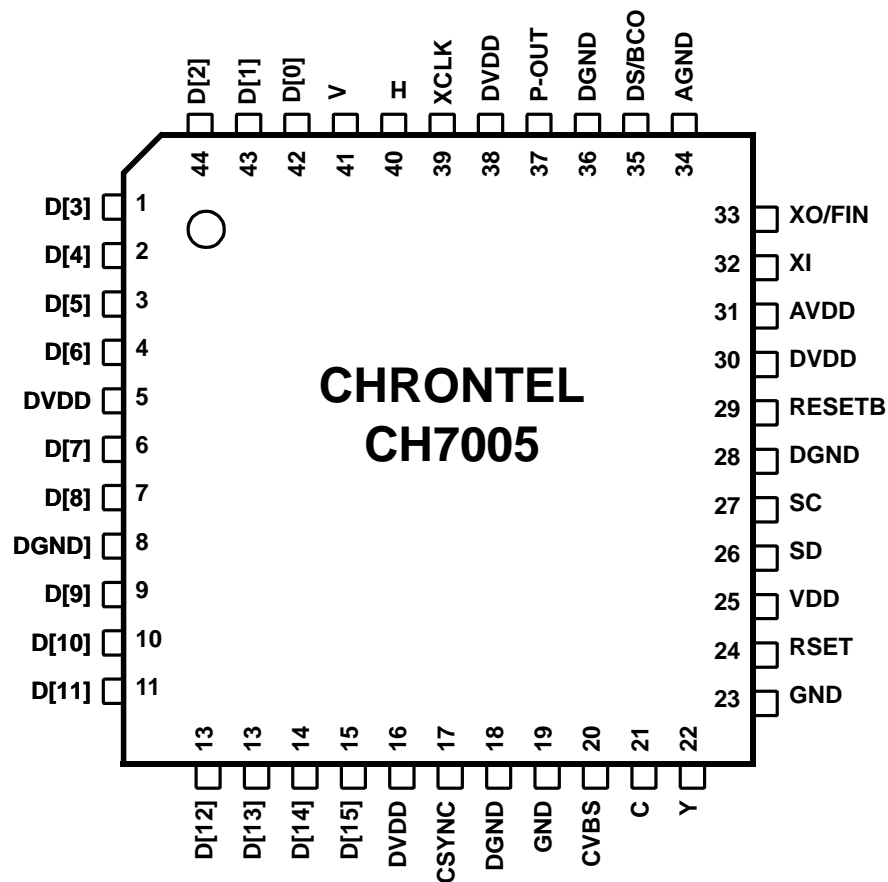 D[2] D[1] D[0] V H XCLK DVDD P-OUT DGND DS/BCO AGND
44 43 42 41 40 39 38 37 36 35 34
D[3] 1
D[4] 2
D[5] 3
D[6] 4
DVDD 5
D[7] 6
D[8] 7
DGND] 8
D[9] 9
D[10] 10
D[11] 11
CHRONTEL
CH7005
33 XO/FIN
32 XI
31 AVDD
30 DVDD
29 RESETB
28 DGND
27 SC
26 SD
25 VDD
24 RSET
23 GND
13 13 14 15 16 17 18 19 20 21 22
D[12] D[13] D[14] D[15] DVDD CSYNC DGND GND CVBS C Y